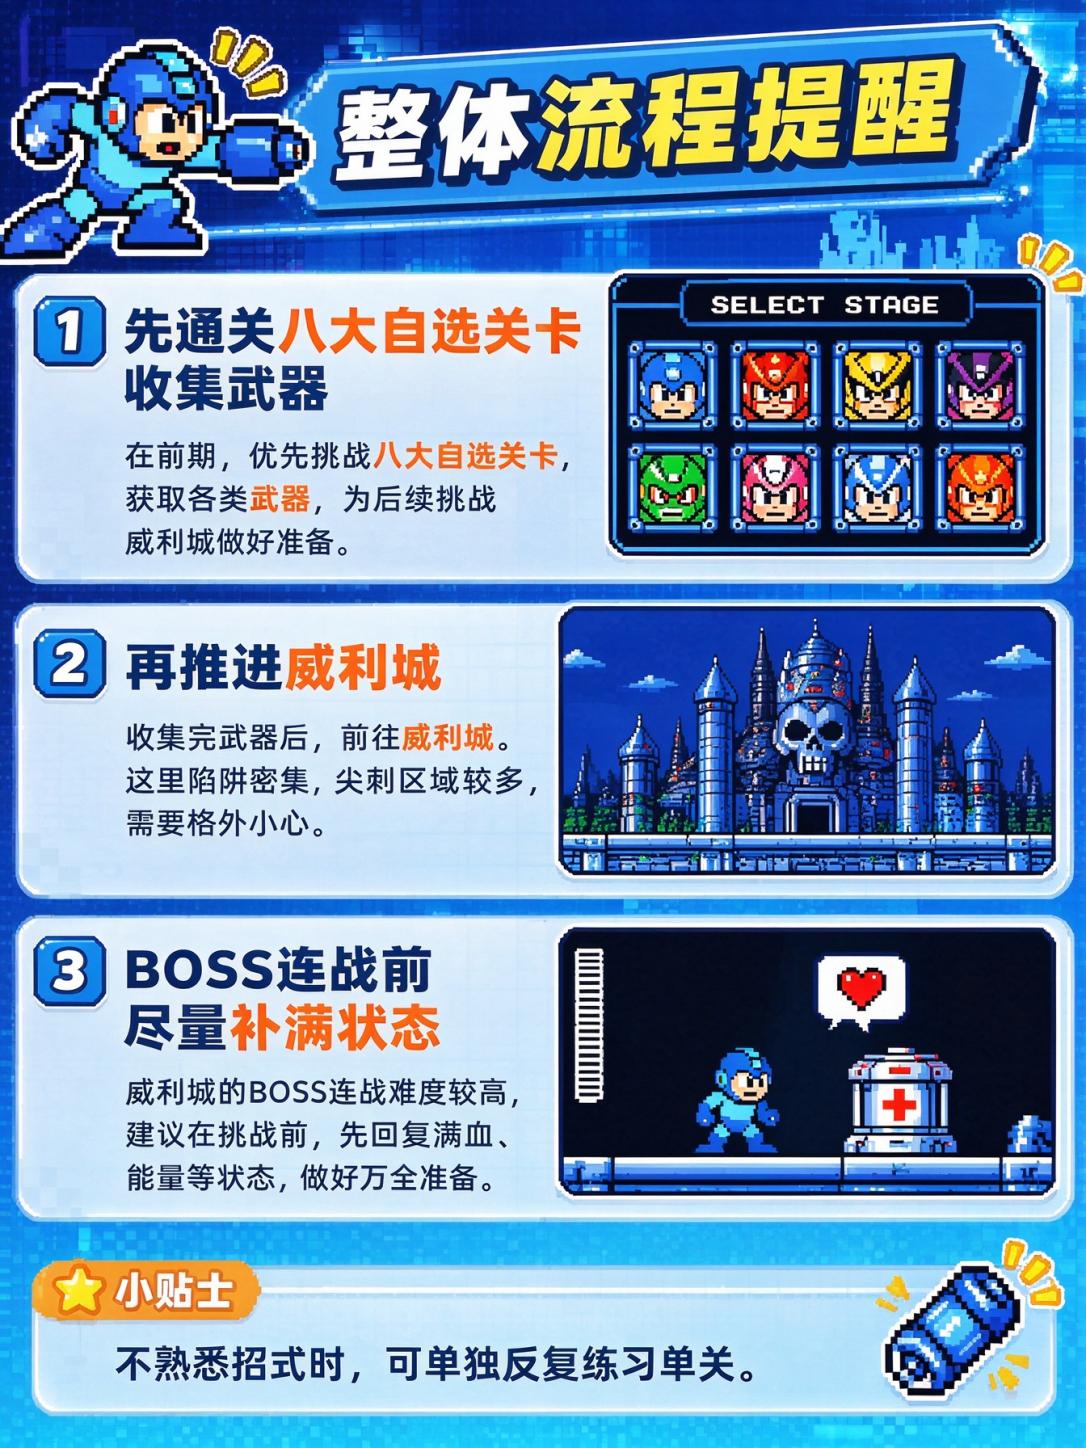 整体流程提醒
1
先通关八大自选关卡
收集武器
在前期，优先挑战八大自选关卡，
获取各类武器，为后续挑战
威利城做好准备。
SELECT STAGE
2
再推进威利城
收集完武器后，前往威利城。
这里陷阱密集，尖刺区域较多，
需要格外小心。
3
BOSS连战前
尽量补满状态
威利城的BOSS连战难度较高，
建议在挑战前，先回复满血、
能量等状态，做好万全准备。
小贴士
不熟悉招式时，可单独反复练习单关。